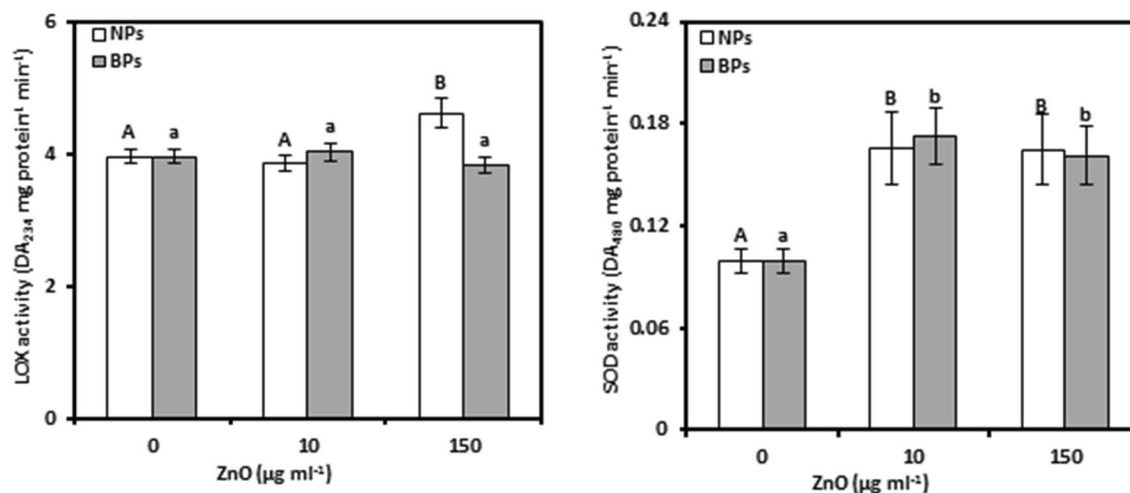 LOX activity (DA₂₃₄ mg protein⁻¹ min⁻¹)
6
4
2
0
NPs
BPs
A
a
A
a
B
a
0
10
150
ZnO (µg ml⁻¹)
SOD activity (DA₄₈₀ mg protein⁻¹ min⁻¹)
0.24
0.18
0.12
0.06
0
NPs
BPs
A
a
B
b
B
b
0
10
150
ZnO (µg ml⁻¹)